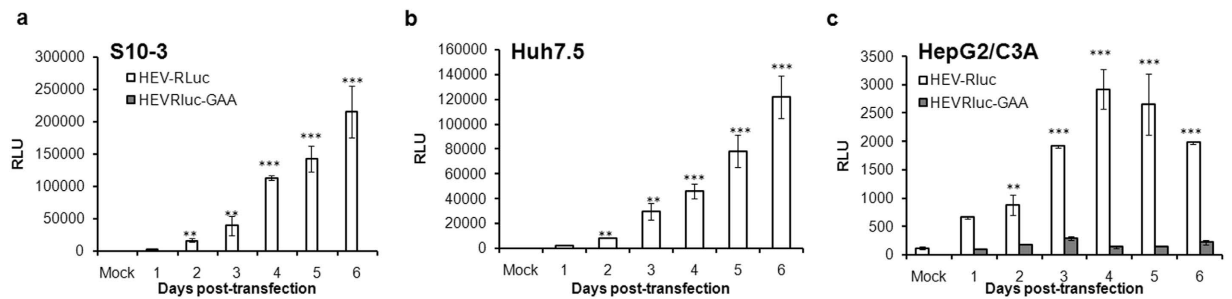 a
S10-3
300000
250000
200000
150000
100000
50000
0
RLU
HEV-RLuc
HEVRluc-GAA
**
**
***
***
***
Mock 1 2 3 4 5 6
Days post-transfection
b
Huh7.5
160000
140000
120000
100000
80000
60000
40000
20000
0
RLU
**
**
***
***
***
Mock 1 2 3 4 5 6
Days post-transfection
c
HepG2/C3A
3500
3000
2500
2000
1500
1000
500
0
RLU
HEV-Rluc
HEVRluc-GAA
**
***
***
***
***
Mock 1 2 3 4 5 6
Days post-transfection